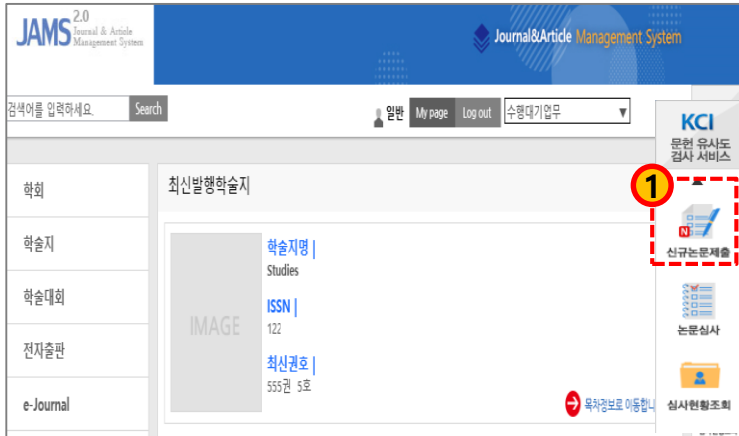 JAMS 2.0
Journal & Article
Management System
Journal&Article Management System
검색어를 입력하세요.
Search
일반
My page
Log out
수행대기업무
▼
KCI
문헌 유사도
검사 서비스
1
N
신규논문제출
논문심사
심사현황조회
학회
학술지
학술대회
전자출판
e-Journal
최신발행학술지
IMAGE
학술지명 |
Studies
ISSN |
122
최신권호 |
555권 5호
목차정보로 이동합니